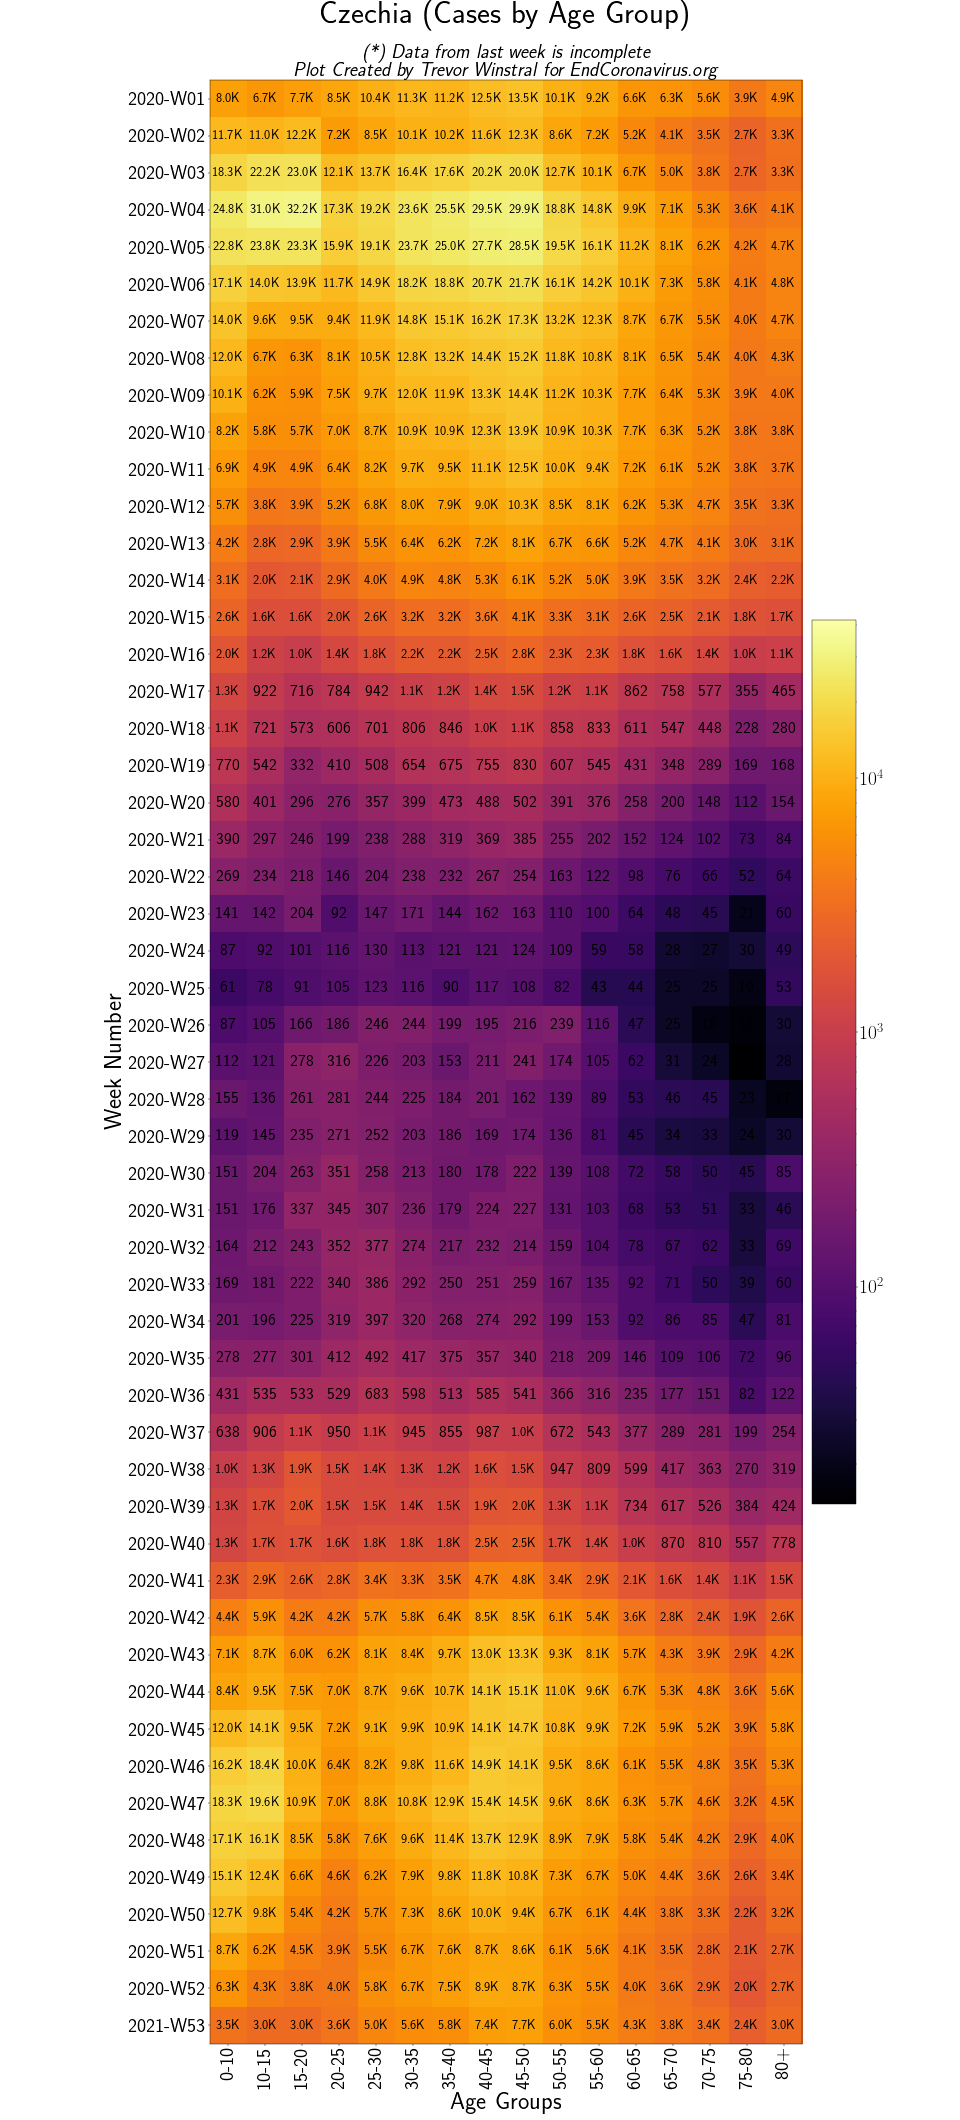 Czechia (Cases by Age Group)
(*) Data from last week is incomplete
Plot Created by Trevor Winstral for EndCoronavirus.org
2020-W01 8.0K 6.7K 7.7K 8.5K 10.4K 11.3K 11.2K 12.5K 13.5K 10.1K 9.2K 6.6K 6.3K 5.6K 3.9K 4.9K
2020-W02 11.7K 11.0K 12.2K 7.2K 8.5K 10.1K 10.2K 11.6K 12.3K 8.6K 7.2K 5.2K 4.1K 3.5K 2.7K 3.3K
2020-W03 18.3K 22.2K 23.0K 12.1K 13.7K 16.4K 17.6K 20.2K 20.0K 12.7K 10.1K 6.7K 5.0K 3.8K 2.7K 3.3K
2020-W04 24.8K 31.0K 32.2K 17.3K 19.2K 23.6K 25.5K 29.5K 29.9K 18.8K 14.8K 9.9K 7.1K 5.3K 3.6K 4.1K
2020-W05 22.8K 23.8K 23.3K 15.9K 19.1K 23.7K 25.0K 27.7K 28.5K 19.5K 16.1K 11.2K 8.1K 6.2K 4.2K 4.7K
2020-W06 17.1K 14.0K 13.9K 11.7K 14.9K 18.2K 18.8K 20.7K 21.7K 16.1K 14.2K 10.1K 7.3K 5.8K 4.1K 4.8K
2020-W07 14.0K 9.6K 9.5K 9.4K 11.9K 14.8K 15.1K 16.2K 17.3K 13.2K 12.3K 8.7K 6.7K 5.5K 4.0K 4.7K
2020-W08 12.0K 6.7K 6.3K 8.1K 10.5K 12.8K 13.2K 14.4K 15.2K 11.8K 10.8K 8.1K 6.5K 5.4K 4.0K 4.3K
2020-W09 10.1K 6.2K 5.9K 7.5K 9.7K 12.0K 11.9K 13.3K 14.4K 11.2K 10.3K 7.7K 6.4K 5.3K 3.9K 4.0K
2020-W10 8.2K 5.8K 5.7K 7.0K 8.7K 10.9K 10.9K 12.3K 13.9K 10.9K 10.3K 7.7K 6.3K 5.2K 3.8K 3.8K
2020-W11 6.9K 4.9K 4.9K 6.4K 8.2K 9.7K 9.5K 11.1K 12.5K 10.0K 9.4K 7.2K 6.1K 5.2K 3.8K 3.7K
2020-W12 5.7K 3.8K 3.9K 5.2K 6.8K 8.0K 7.9K 9.0K 10.3K 8.5K 8.1K 6.2K 5.3K 4.7K 3.5K 3.3K
2020-W13 4.2K 2.8K 2.9K 3.9K 5.5K 6.4K 6.2K 7.2K 8.1K 6.7K 6.6K 5.2K 4.7K 4.1K 3.0K 3.1K
2020-W14 3.1K 2.0K 2.1K 2.9K 4.0K 4.9K 4.8K 5.3K 6.1K 5.2K 5.0K 3.9K 3.5K 3.2K 2.4K 2.2K
2020-W15 2.6K 1.6K 1.6K 2.0K 2.6K 3.2K 3.2K 3.6K 4.1K 3.3K 3.1K 2.6K 2.5K 2.1K 1.8K 1.7K
2020-W16 2.0K 1.2K 1.0K 1.4K 1.8K 2.2K 2.2K 2.5K 2.8K 2.3K 2.3K 1.8K 1.6K 1.4K 1.0K 1.1K
2020-W17 1.3K 922 716 784 942 1.1K 1.2K 1.4K 1.5K 1.2K 1.1K 862 758 577 355 465
2020-W18 1.1K 721 573 606 701 806 846 1.0K 1.1K 858 833 611 547 448 228 280
2020-W19 770 542 332 410 508 654 675 755 830 607 545 431 348 289 169 168
2020-W20 580 401 296 276 357 399 473 488 502 391 376 258 200 148 112 154
2020-W21 390 297 246 199 238 288 319 369 385 255 202 152 124 102 73 84
2020-W22 269 234 218 146 204 238 232 267 254 163 122 98 76 66 52 64
2020-W23 141 142 204 92 147 171 144 162 163 110 100 64 48 45 21 60
2020-W24 87 92 101 116 130 113 121 121 124 109 59 58 28 27 30 49
2020-W25 61 78 91 105 123 116 90 117 108 82 43 44 25 25 53
2020-W26 87 105 166 186 246 244 199 195 216 239 116 47 25 30
2020-W27 112 121 278 316 226 203 153 211 241 174 105 62 31 24 28
2020-W28 155 136 261 281 244 225 184 201 162 139 89 53 46 45 23
2020-W29 119 145 235 271 252 203 186 169 174 136 81 45 34 33 24 30
2020-W30 151 204 263 351 258 213 180 178 222 139 108 72 58 50 45 85
2020-W31 151 176 337 345 307 236 179 224 227 131 103 68 53 51 33 46
2020-W32 164 212 243 352 377 274 217 232 214 159 104 78 67 62 33 69
2020-W33 169 181 222 340 386 292 250 251 259 167 135 92 71 50 39 60
2020-W34 201 196 225 319 397 320 268 274 292 199 153 92 86 85 47 81
2020-W35 278 277 301 412 492 417 375 357 340 218 209 146 109 106 72 96
2020-W36 431 535 533 529 683 598 513 585 541 366 316 235 177 151 82 122
2020-W37 638 906 1.1K 950 1.1K 945 855 987 1.0K 672 543 377 289 281 199 254
2020-W38 1.0K 1.3K 1.9K 1.5K 1.4K 1.3K 1.2K 1.6K 1.5K 947 809 599 417 363 270 319
2020-W39 1.3K 1.7K 2.0K 1.5K 1.5K 1.4K 1.5K 1.9K 2.0K 1.3K 1.1K 734 617 526 384 424
2020-W40 1.3K 1.7K 1.7K 1.6K 1.8K 1.8K 1.8K 2.5K 2.5K 1.7K 1.4K 1.0K 870 810 557 778
2020-W41 2.3K 2.9K 2.6K 2.8K 3.4K 3.3K 3.5K 4.7K 4.8K 3.4K 2.9K 2.1K 1.6K 1.4K 1.1K 1.5K
2020-W42 4.4K 5.9K 4.2K 4.2K 5.7K 5.8K 6.4K 8.5K 8.5K 6.1K 5.4K 3.6K 2.8K 2.4K 1.9K 2.6K
2020-W43 7.1K 8.7K 6.0K 6.2K 8.1K 8.4K 9.7K 13.0K 13.3K 9.3K 8.1K 5.7K 4.3K 3.9K 2.9K 4.2K
2020-W44 8.4K 9.5K 7.5K 7.0K 8.7K 9.6K 10.7K 14.1K 15.1K 11.0K 9.6K 6.7K 5.3K 4.8K 3.6K 5.6K
2020-W45 12.0K 14.1K 9.5K 7.2K 9.1K 9.9K 10.9K 14.1K 14.7K 10.8K 9.9K 7.2K 5.9K 5.2K 3.9K 5.8K
2020-W46 16.2K 18.4K 10.0K 6.4K 8.2K 9.8K 11.6K 14.9K 14.1K 9.5K 8.6K 6.1K 5.5K 4.8K 3.5K 5.3K
2020-W47 18.3K 19.6K 10.9K 7.0K 8.8K 10.8K 12.9K 15.4K 14.5K 9.6K 8.6K 6.3K 5.7K 4.6K 3.2K 4.5K
2020-W48 17.1K 16.1K 8.5K 5.8K 7.6K 9.6K 11.4K 13.7K 12.9K 8.9K 7.9K 5.8K 5.4K 4.2K 2.9K 4.0K
2020-W49 15.1K 12.4K 6.6K 4.6K 6.2K 7.9K 9.8K 11.8K 10.8K 7.3K 6.7K 5.0K 4.4K 3.6K 2.6K 3.4K
2020-W50 12.7K 9.8K 5.4K 4.2K 5.7K 7.3K 8.6K 10.0K 9.4K 6.7K 6.1K 4.4K 3.8K 3.3K 2.2K 3.2K
2020-W51 8.7K 6.2K 4.5K 3.9K 5.5K 6.7K 7.6K 8.7K 8.6K 6.1K 5.6K 4.1K 3.5K 2.8K 2.1K 2.7K
2020-W52 6.3K 4.3K 3.8K 4.0K 5.8K 6.7K 7.5K 8.9K 8.7K 6.3K 5.5K 4.0K 3.6K 2.9K 2.0K 2.7K
2021-W53 3.5K 3.0K 3.0K 3.6K 5.0K 5.6K 5.8K 7.4K 7.7K 6.0K 5.5K 4.3K 3.8K 3.4K 2.4K 3.0K
0-10 10-15 15-20 20-25 25-30 30-35 35-40 40-45 45-50 50-55 55-60 60-65 65-70 70-75 75-80 80+
Age Groups
Week Number
10⁴
10³
10²